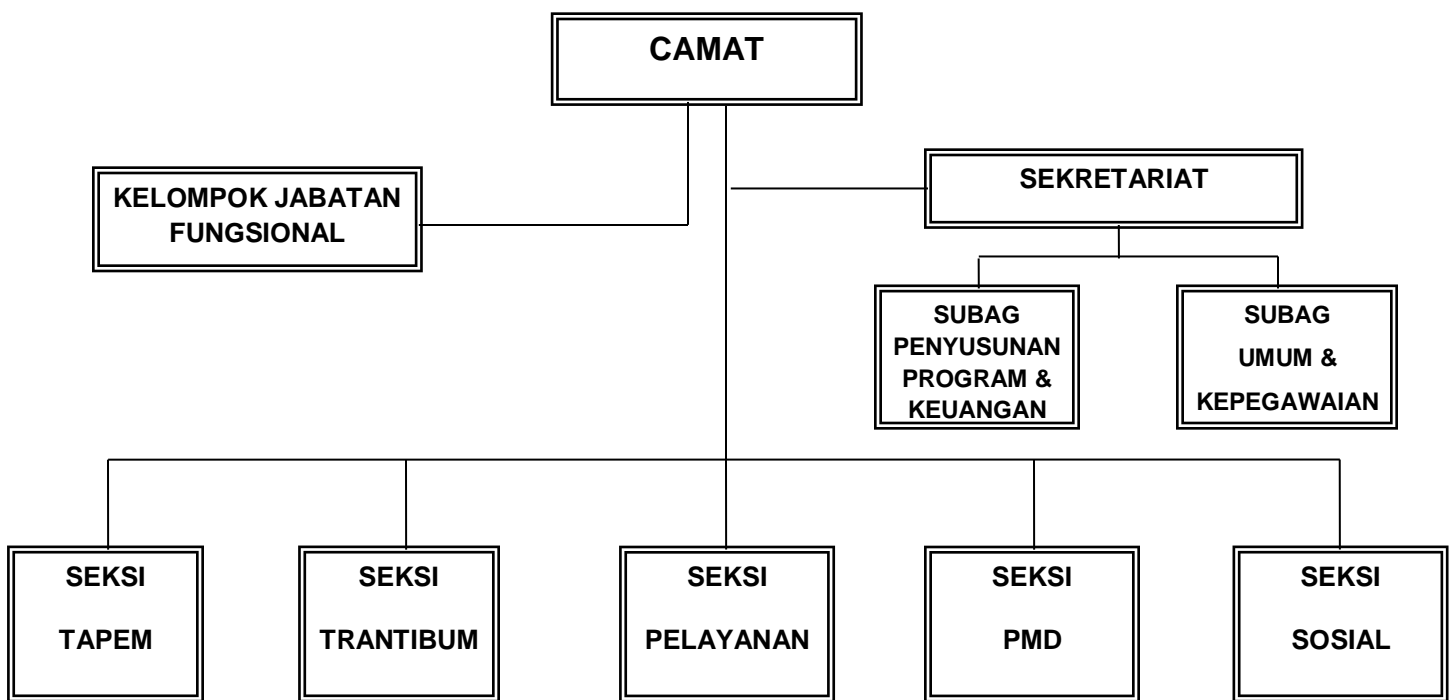 CAMAT
KELOMPOK JABATAN
FUNGSIONAL
SEKRETARIAT
SUBAG
PENYUSUNAN
PROGRAM &
KEUANGAN
SUBAG
UMUM &
KEPEGAWAIAN
SEKSI
TAPEM
SEKSI
TRANTIBUM
SEKSI
PELAYANAN
SEKSI
PMD
SEKSI
SOSIAL